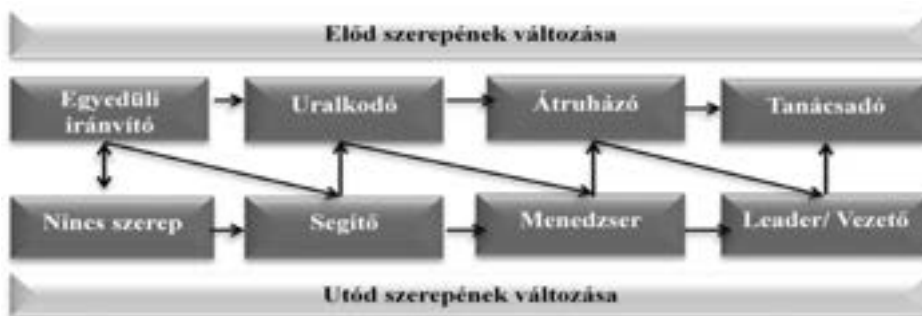 Előd szerepének változása
Egyedüli
irányító
Uralkodó
Átruházó
Tanácsadó
Nincs szerep
Segítő
Menedzser
Leader/ Vezető
Utód szerepének változása